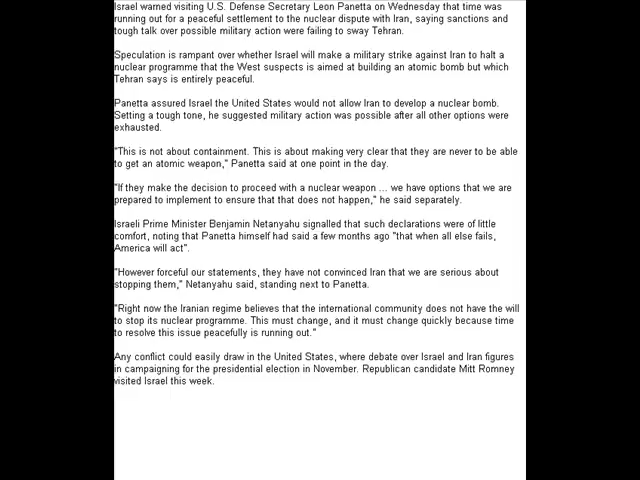 Israel warned visiting U.S. Defense Secretary Leon Panetta on Wednesday that time was
running out for a peaceful settlement to the nuclear dispute with Iran, saying sanctions and
tough talk over possible military action were failing to sway Tehran.
Speculation is rampant over whether Israel will make a military strike against Iran to halt a
nuclear programme that the West suspects is aimed at building an atomic bomb but which
Tehran says is entirely peaceful.
Panetta assured Israel the United States would not allow Iran to develop a nuclear bomb.
Setting a tough tone, he suggested military action was possible after all other options were
exhausted.
"This is not about containment. This is about making very clear that they are never to be able
to get an atomic weapon," Panetta said at one point in the day.
"If they make the decision to proceed with a nuclear weapon ... we have options that we are
prepared to implement to ensure that that does not happen," he said separately.
Israeli Prime Minister Benjamin Netanyahu signalled that such declarations were of little
comfort, noting that Panetta himself had said a few months ago "that when all else fails,
America will act".
"However forceful our statements, they have not convinced Iran that we are serious about
stopping them," Netanyahu said, standing next to Panetta.
"Right now the Iranian regime believes that the international community does not have the will
to stop its nuclear programme. This must change, and it must change quickly because time
to resolve this issue peacefully is running out."
Any conflict could easily draw in the United States, where debate over Israel and Iran figures
in campaigning for the presidential election in November. Republican candidate Mitt Romney
visited Israel this week.